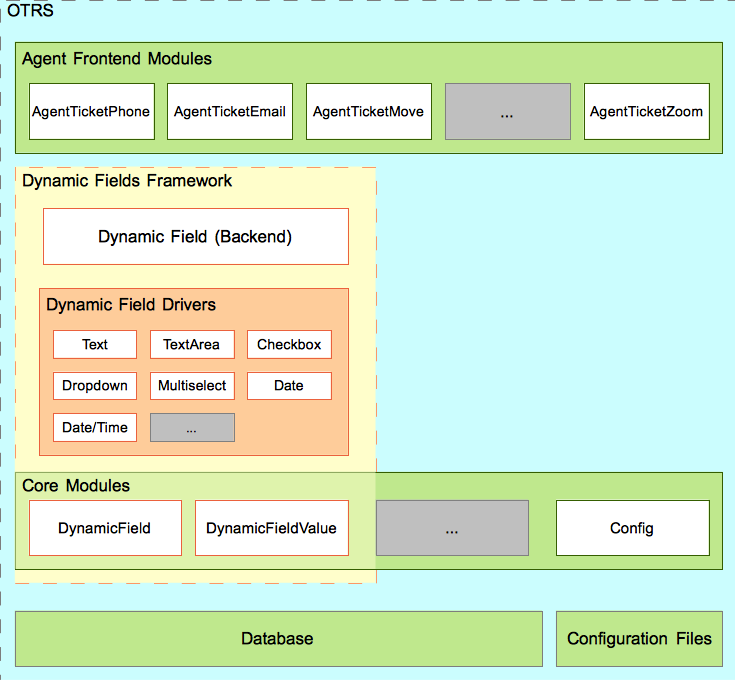 OTRS
Agent Frontend Modules
AgentTicketPhone
AgentTicketEmail
AgentTicketMove
...
AgentTicketZoom
Dynamic Fields Framework
Dynamic Field (Backend)
Dynamic Field Drivers
Text
TextArea
Checkbox
Dropdown
Multiselect
Date
Date/Time
...
Core Modules
DynamicField
DynamicFieldValue
...
Config
Database
Configuration Files